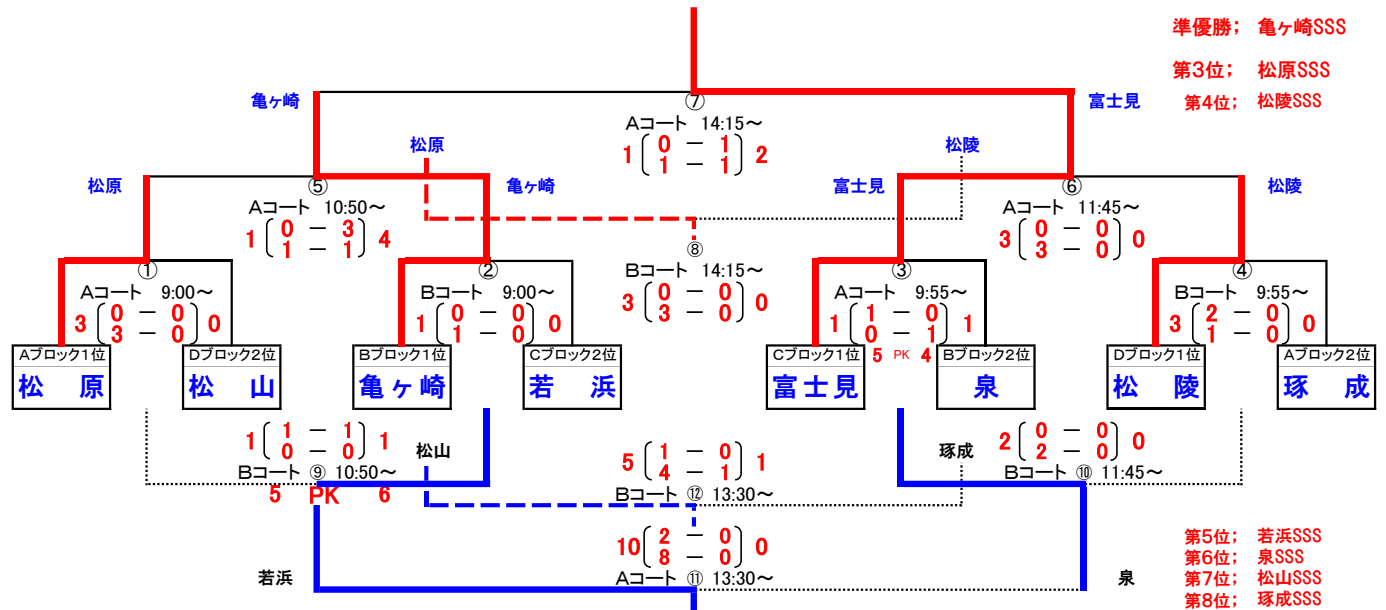 準優勝； 亀ヶ崎SSS
第3位； 松原SSS
第4位； 松陵SSS
亀ヶ崎 ⑦ 富士見
Aコート 14:15～
1 0 － 1 2
1 － 1
松原 松陵
松原 ⑤ 亀ヶ崎 富士見 ⑥ 松陵
Aコート 10:50～
1 0 － 3 4
1 － 1
Aコート 11:45～
3 0 － 0 0
3 － 0
⑧
Bコート 14:15～
3 0 － 0 0
3 － 0
①
Aコート 9:00～
3 0 － 0 0
3 － 0
②
Bコート 9:00～
1 0 － 0 0
1 － 0
③
Aコート 9:55～
1 1 － 0 1
0 － 1
5 PK 4
④
Bコート 9:55～
3 2 － 0 0
1 － 0
Aブロック1位 Dブロック2位 Bブロック1位 Cブロック2位 Cブロック1位 Bブロック2位 Dブロック1位 Aブロック2位
松 原 松 山 亀ヶ崎 若 浜 富士見 泉 松 陵 琢 成
1 1 － 1 1
0 － 0
Bコート ⑨ 10:50～
5 PK 6
松山
5 1 － 0 1
4 － 1
Bコート ⑫ 13:30～
琢成
2 0 － 0 0
2 － 0
Bコート ⑩ 11:45～
10 2 － 0 0
8 － 0
Aコート ⑪ 13:30～
若浜 泉
第5位； 若浜SSS
第6位； 泉SSS
第7位； 松山SSS
第8位； 琢成SSS